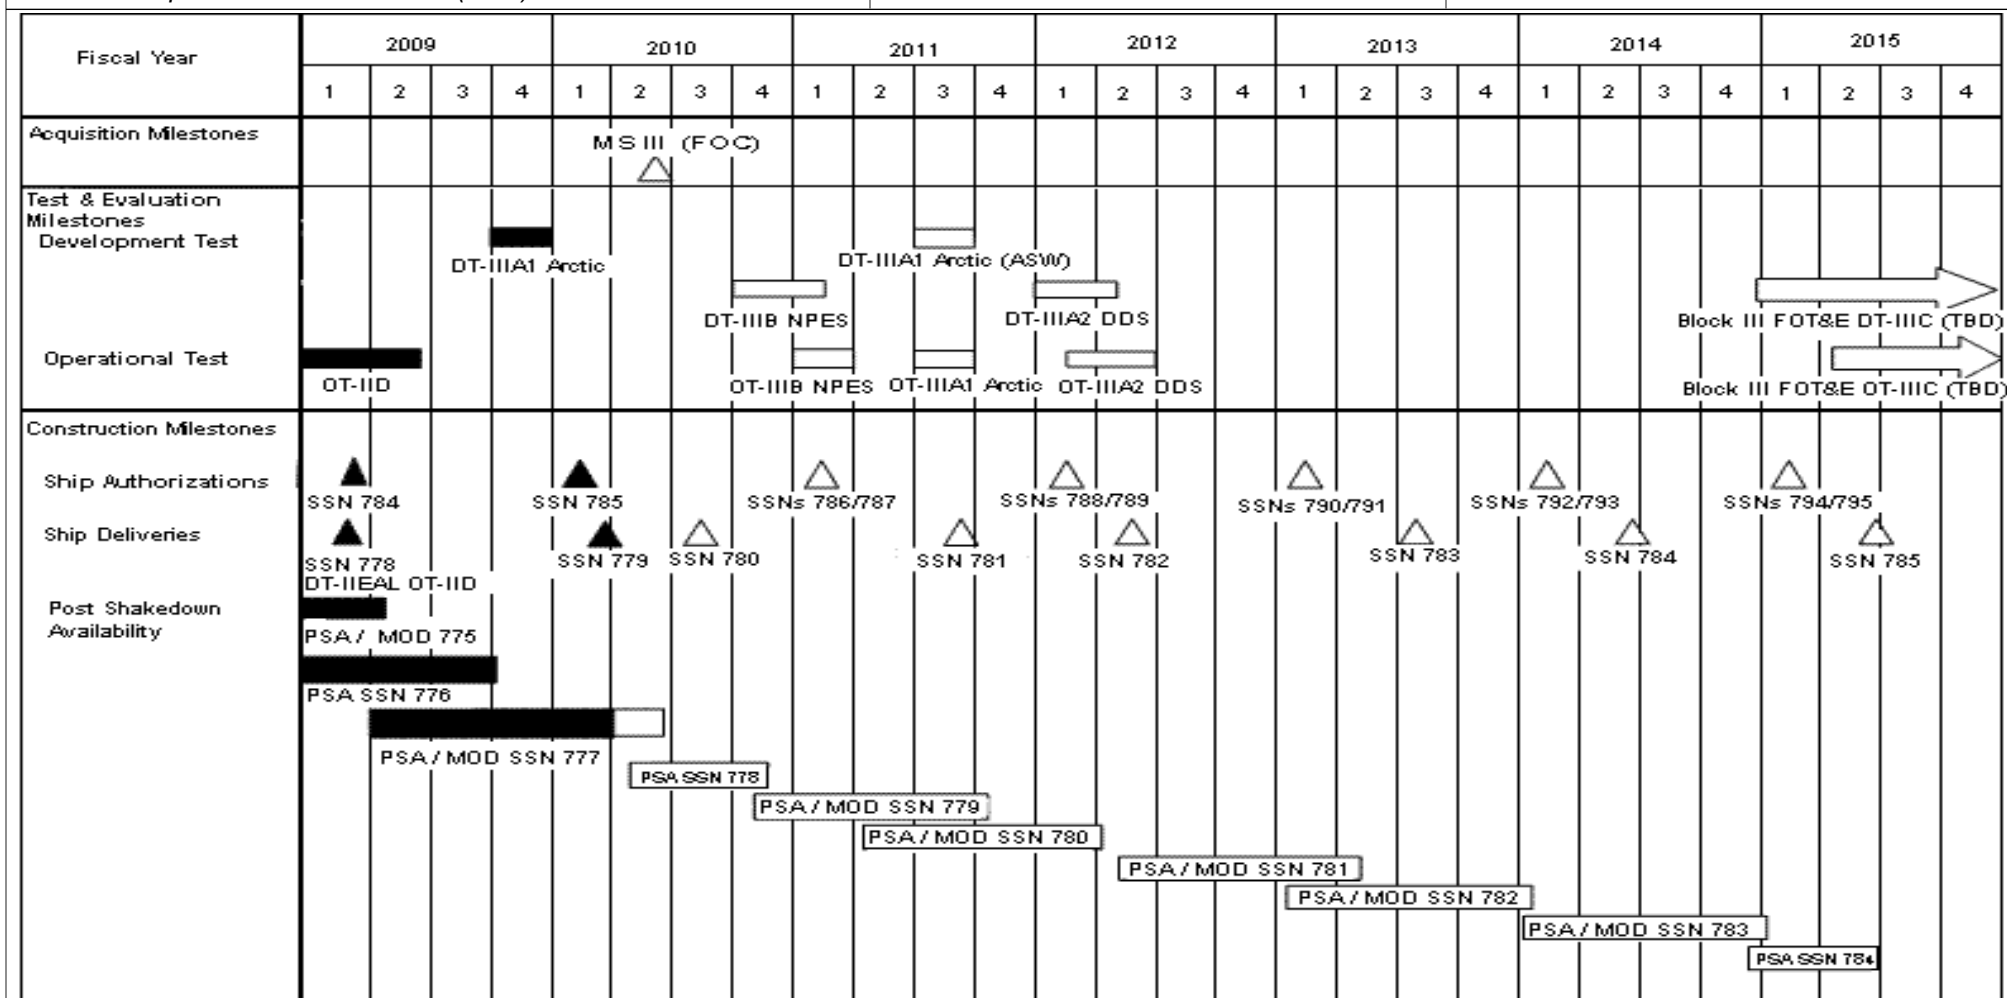 Fiscal Year
2009 2010 2011 2012 2013 2014 2015
1 2 3 4 1 2 3 4 1 2 3 4 1 2 3 4 1 2 3 4 1 2 3 4 1 2 3 4
Acquisition Milestones
MS III (FOC)
Test & Evaluation
Milestones
Development Test
DT-IIIA1 Arctic
DT-IIIA1 Arctic (ASW)
DT-IIIB NPES
DT-IIIA2 DDS
Block III FOT&E DT-IIIC (TBD)
Operational Test
OT-IID
OT-IIIB NPES
OT-IIIA1 Arctic
OT-IIIA2 DDS
Block III FOT&E OT-IIIC (TBD)
Construction Milestones
Ship Authorizations
SSN 784
SSN 785
SSNs 786/787
SSNs 788/789
SSNs 790/791
SSNs 792/793
SSNs 794/795
Ship Deliveries
SSN 778
SSN 779
SSN 780
SSN 781
SSN 782
SSN 783
SSN 784
SSN 785
DT-IIEAL OT-IID
Post Shakedown
Availability
PSA / MOD 775
PSA SSN 776
PSA / MOD SSN 777
PSA SSN 778
PSA / MOD SSN 779
PSA / MOD SSN 780
PSA / MOD SSN 781
PSA / MOD SSN 782
PSA / MOD SSN 783
PSA SSN 784